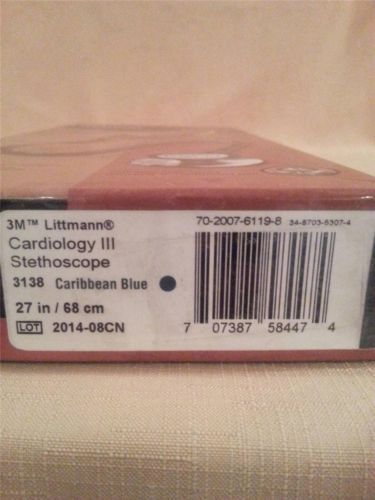 3M™ Littmann®
Cardiology III
Stethoscope
3138 Caribbean Blue
27 in / 68 cm
LOT 2014-08CN
70-2007-6119-8 34-8703-5307-4
7 07387 58447 4